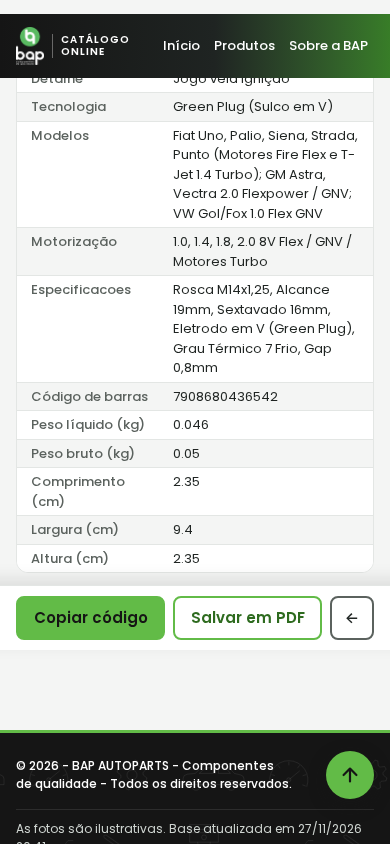 bap
CATÁLOGO
ONLINE
Início Produtos Sobre a BAP
Detalhe Jogo vela ignição
Tecnologia Green Plug (Sulco em V)
Modelos Fiat Uno, Palio, Siena, Strada,
Punto (Motores Fire Flex e T-
Jet 1.4 Turbo); GM Astra,
Vectra 2.0 Flexpower / GNV;
VW Gol/Fox 1.0 Flex GNV
Motorização 1.0, 1.4, 1.8, 2.0 8V Flex / GNV /
Motores Turbo
Especificacoes Rosca M14x1,25, Alcance
19mm, Sextavado 16mm,
Eletrodo em V (Green Plug),
Grau Térmico 7 Frio, Gap
0,8mm
Código de barras 7908680436542
Peso líquido (kg) 0.046
Peso bruto (kg) 0.05
Comprimento 2.35
(cm)
Largura (cm) 9.4
Altura (cm) 2.35
Copiar código Salvar em PDF
© 2026 - BAP AUTOPARTS - Componentes
de qualidade - Todos os direitos reservados.
As fotos são ilustrativas. Base atualizada em 27/11/2026